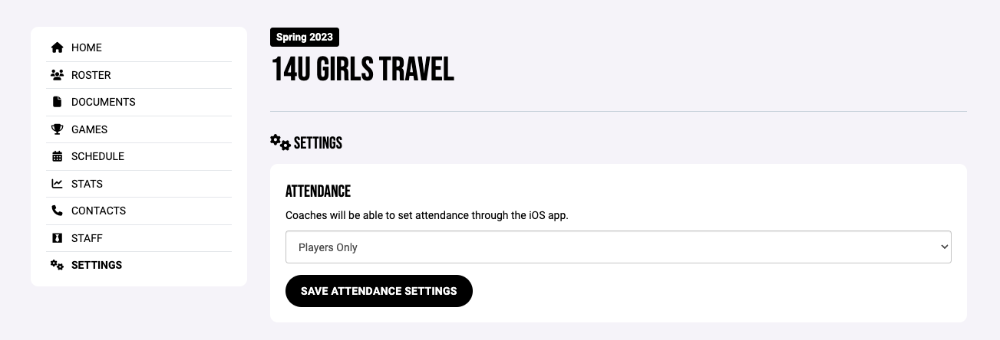 HOME
ROSTER
DOCUMENTS
GAMES
SCHEDULE
STATS
CONTACTS
STAFF
SETTINGS
Spring 2023
14U GIRLS TRAVEL
SETTINGS
ATTENDANCE
Coaches will be able to set attendance through the iOS app.
Players Only
SAVE ATTENDANCE SETTINGS